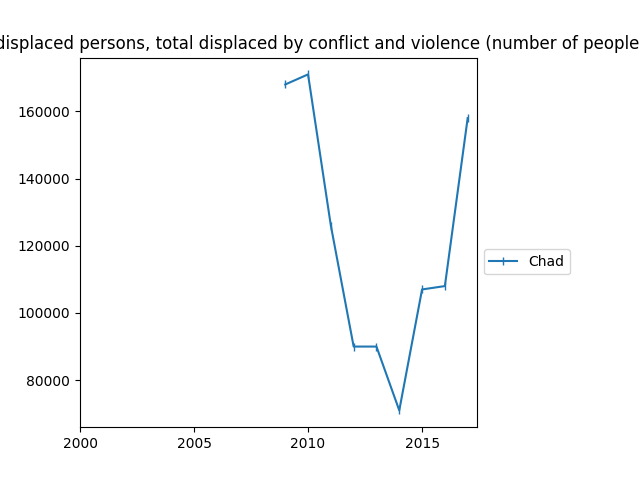 displaced persons, total displaced by conflict and violence (number of people
160000
140000
120000
100000
80000
2000 2005 2010 2015
Chad